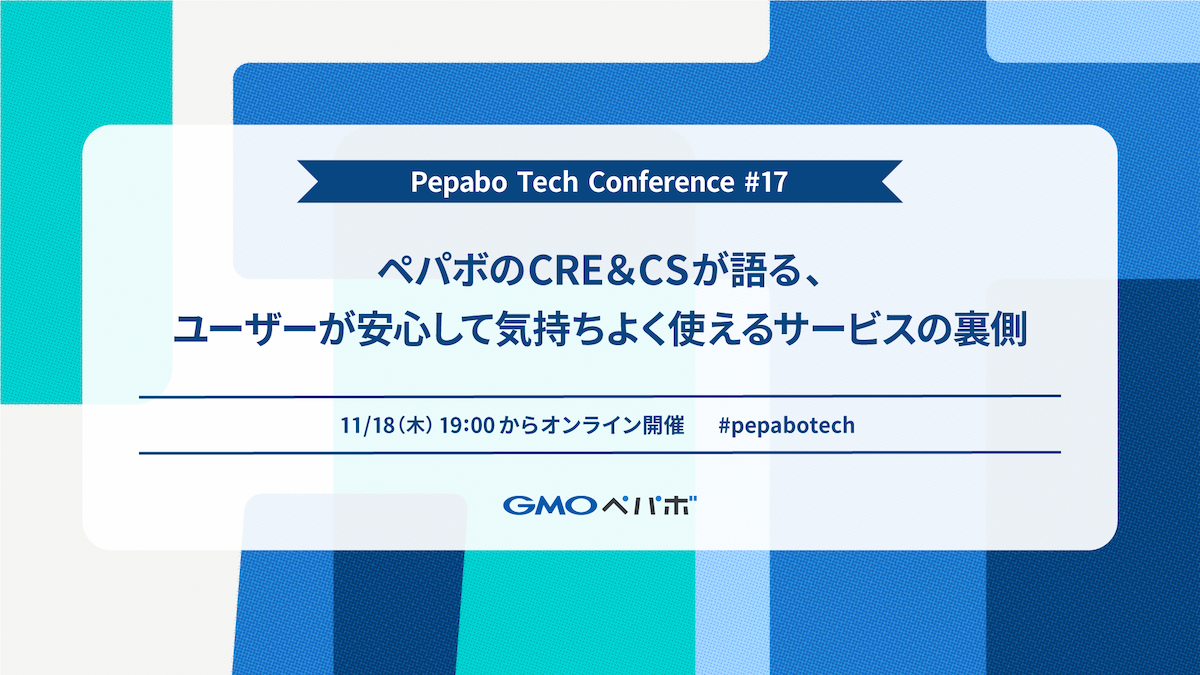 Pepabo Tech Conference #17
ペパボのCRE&CSが語る、
ユーザーが安心して気持ちよく使えるサービスの裏側
11/18(木) 19:00からオンライン開催 #pepabotech
GMOペパボ